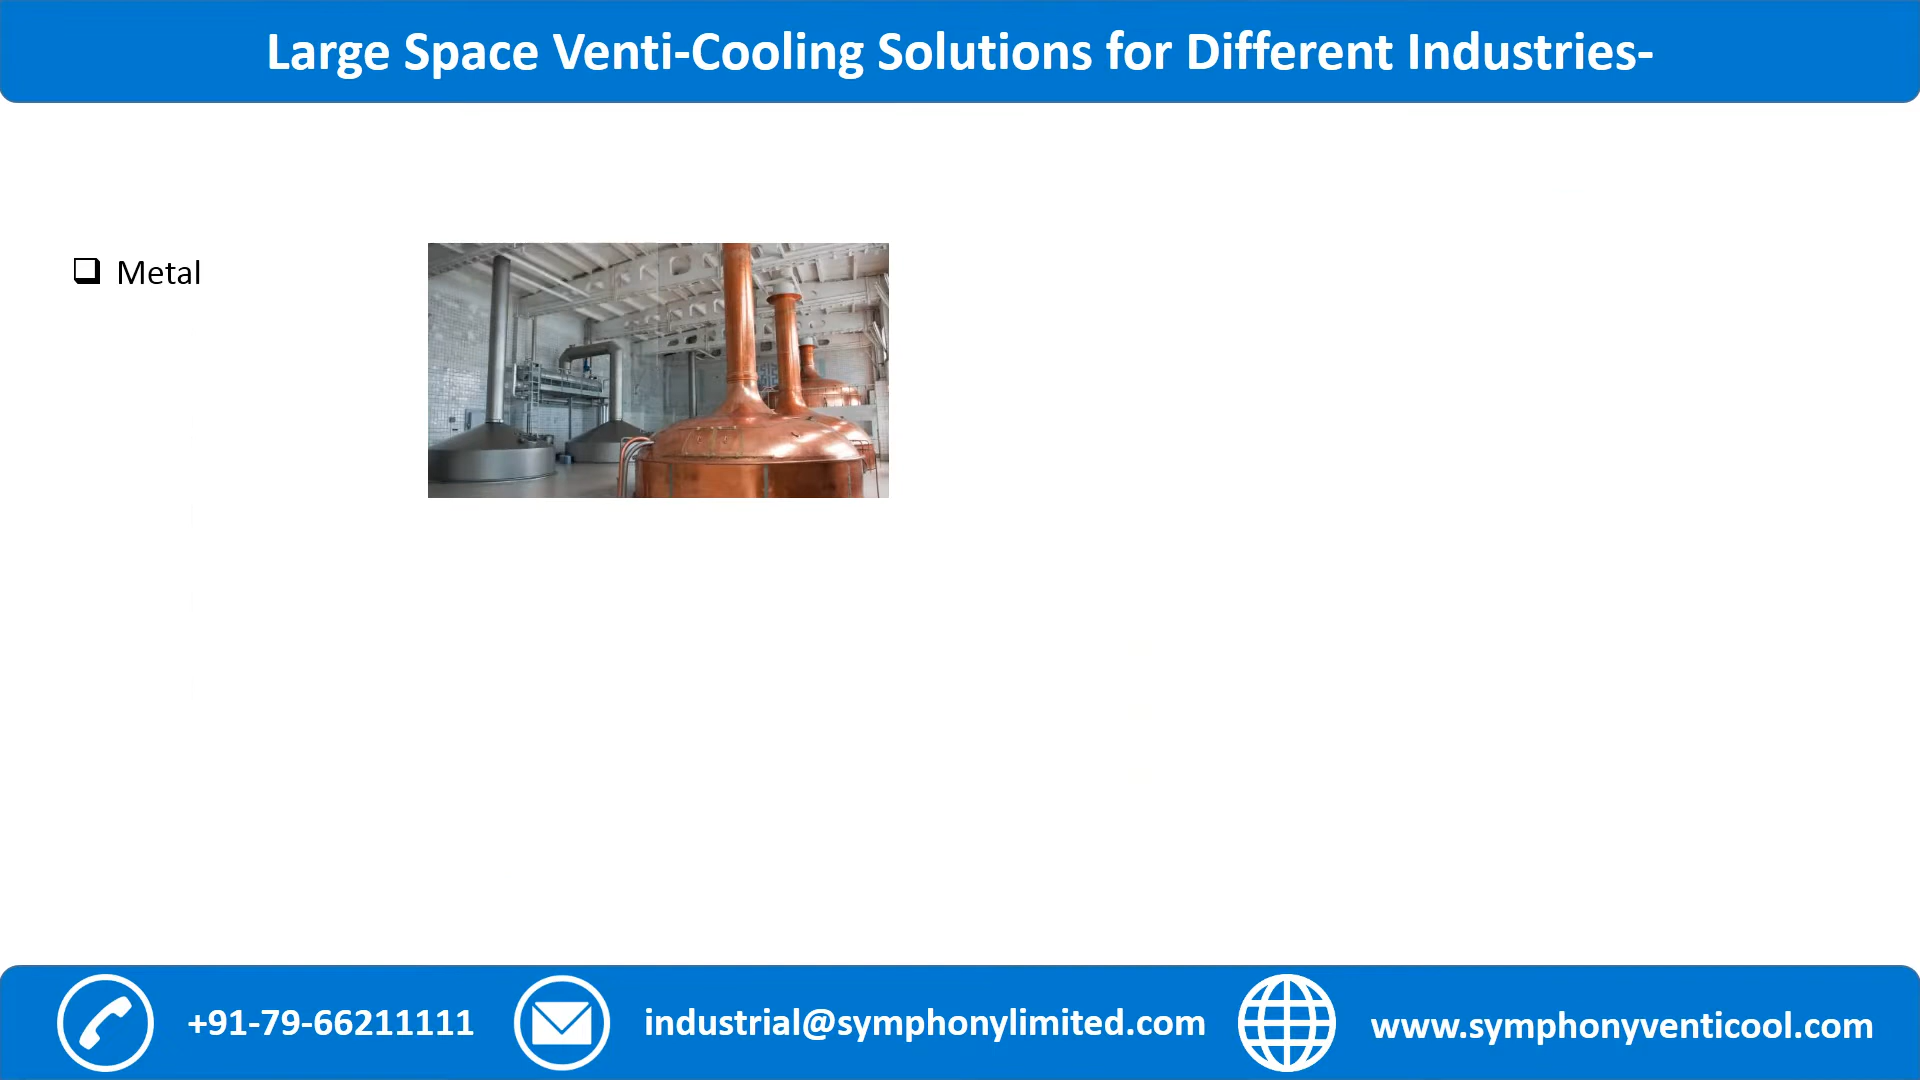 Large Space Venti-Cooling Solutions for Different Industries-
Metal
+91-79-66211111
industrial@symphonylimited.com
www.symphonyventicool.com